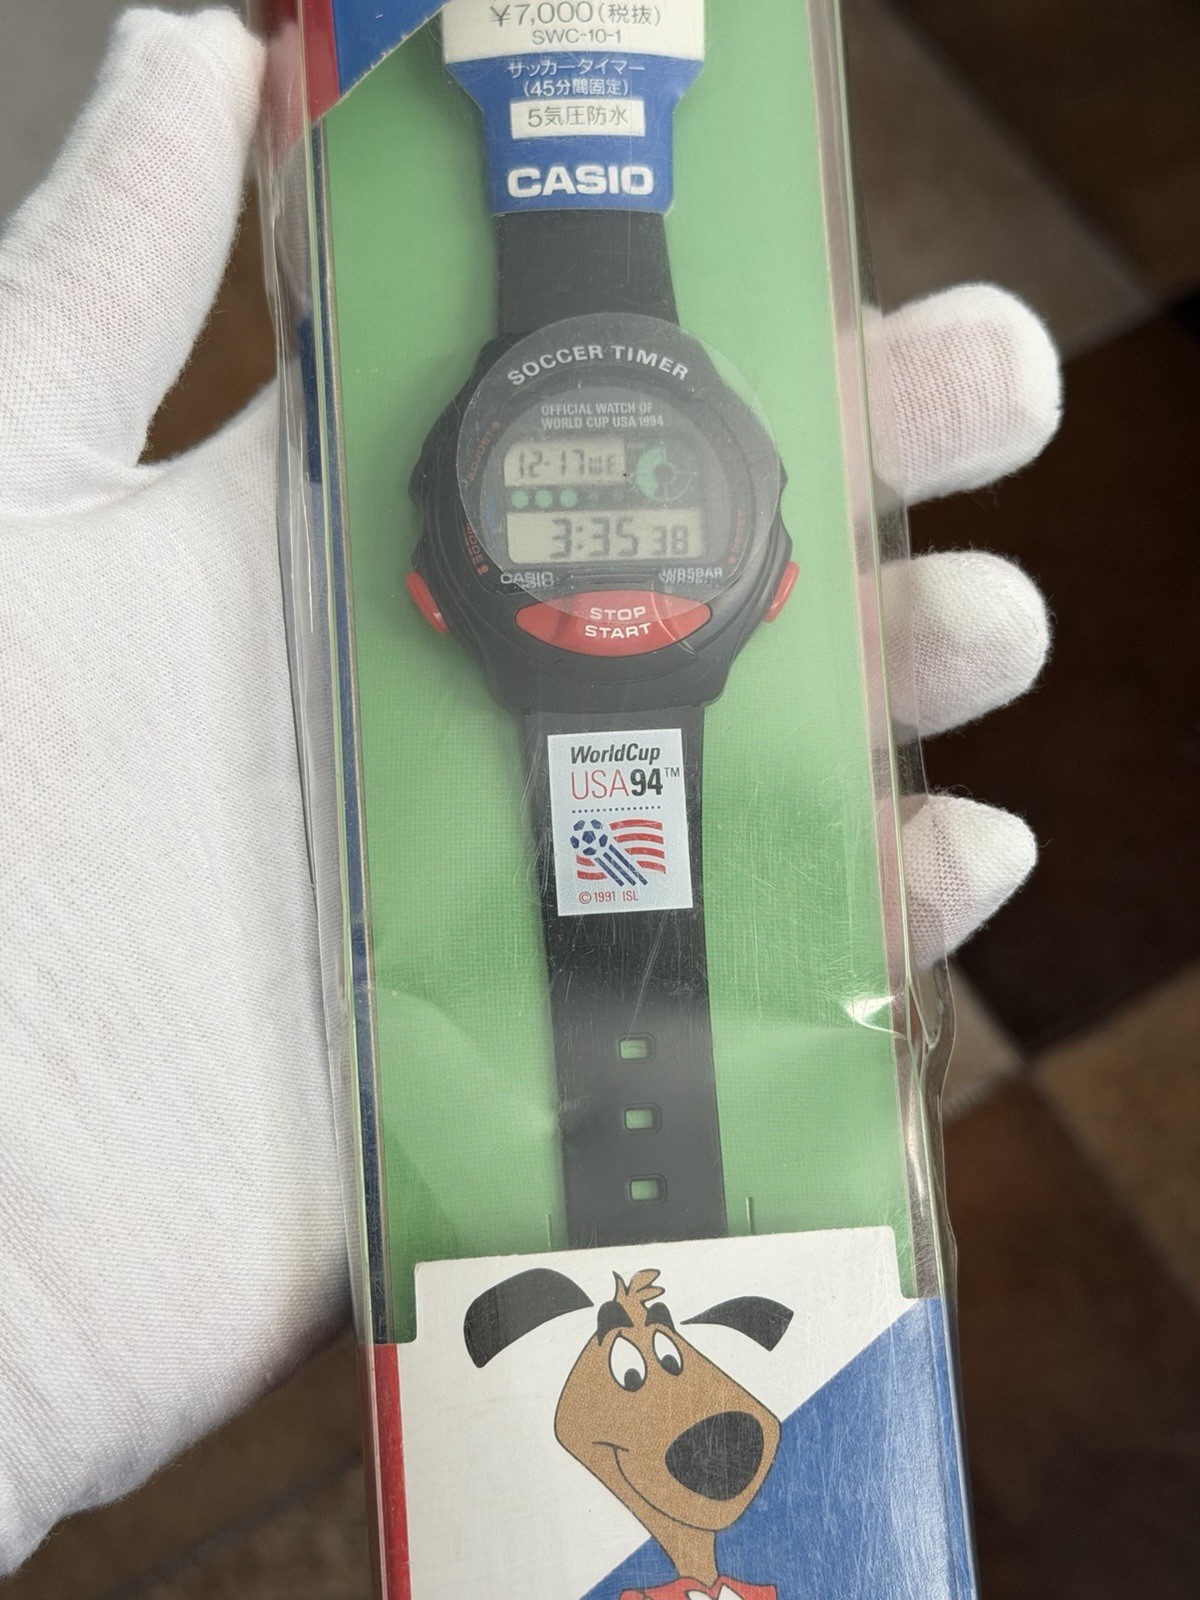 ¥7,000(税抜)
SWC-10-1
サッカータイマー
(45分間固定)
5気圧防水
CASIO
SOCCER TIMER
OFFICIAL WATCH OF
WORLD CUP USA 1994
12-17 WE
3:35 38
CASIO WR5BAR
STOP
START
WorldCup
USA94™
©1991 ISL